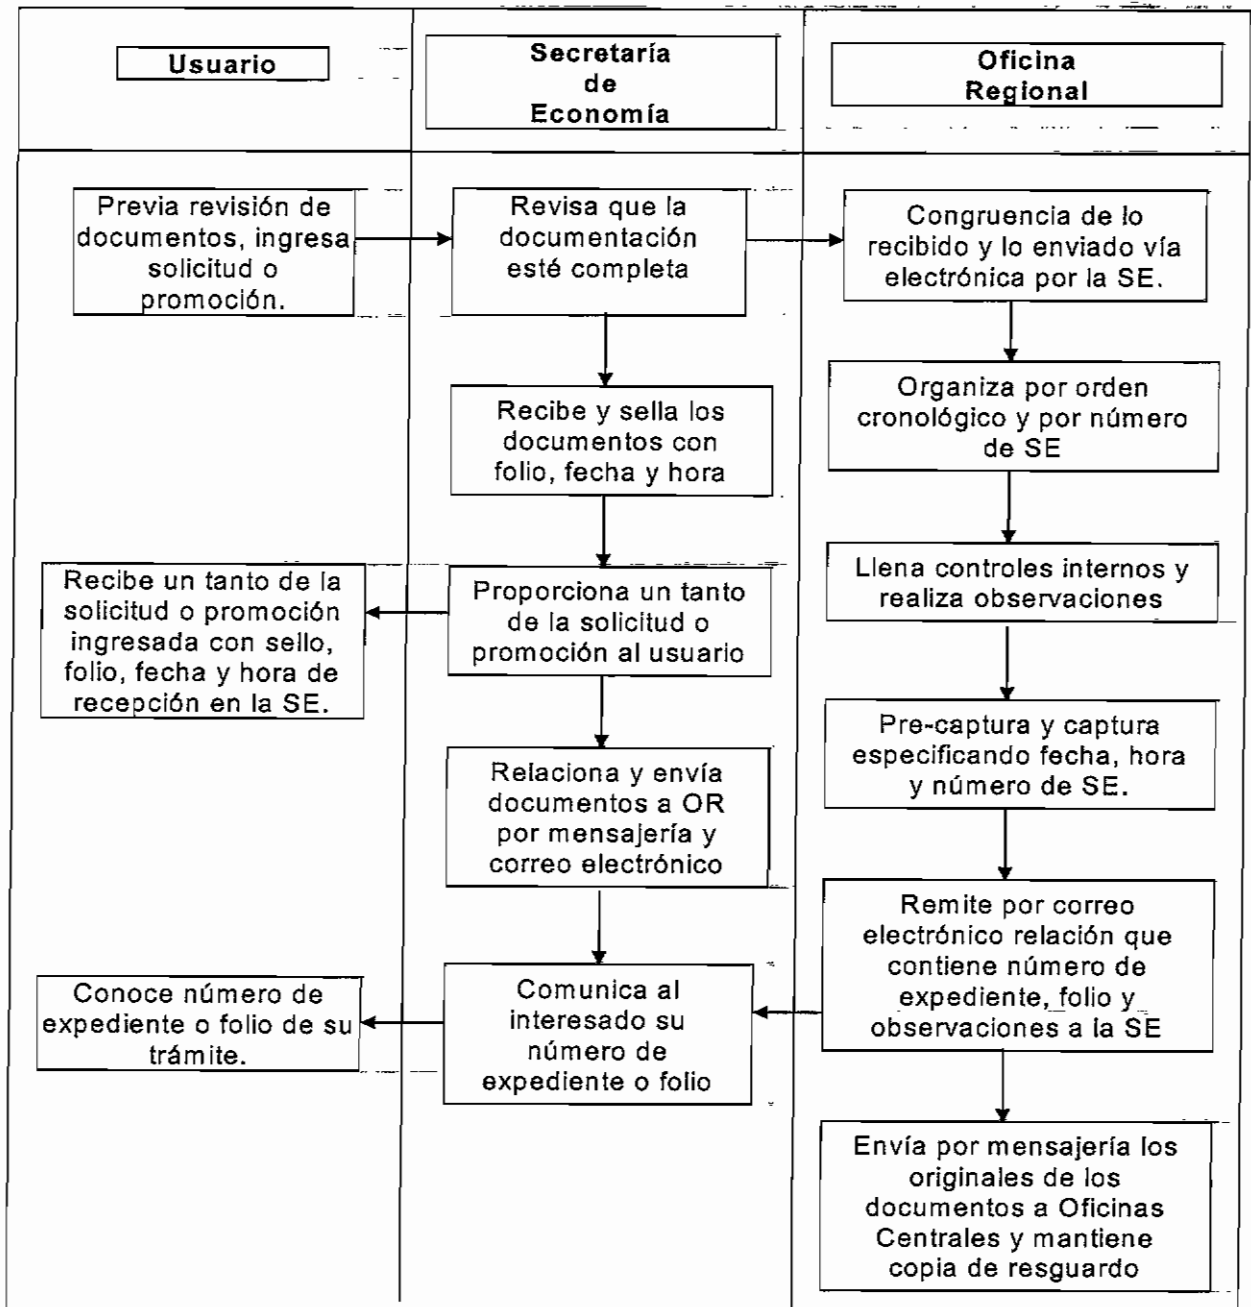 Usuario
Secretaría
de
Economía
Oficina
Regional
Previa revisión de
documentos, ingresa
solicitud o
promoción.
Revisa que la
documentación
esté completa
Congruencia de lo
recibido y lo enviado vía
electrónica por la SE.
Recibe y sella los
documentos con
folio, fecha y hora
Organiza por orden
cronológico y por número
de SE
Recibe un tanto de la
solicitud o promoción
ingresada con sello,
folio, fecha y hora de
recepción en la SE.
Proporciona un tanto
de la solicitud o
promoción al usuario
Llena controles internos y
realiza observaciones
Relaciona y envía
documentos a OR
por mensajería y
correo electrónico
Pre-captura y captura
especificando fecha, hora
y número de SE.
Conoce número de
expediente o folio de su
trámite.
Comunica al
interesado su
número de
expediente o folio
Remite por correo
electrónico relación que
contiene número de
expediente, folio y
observaciones a la SE
Envía por mensajería los
originales de los
documentos a Oficinas
Centrales y mantiene
copia de resguardo